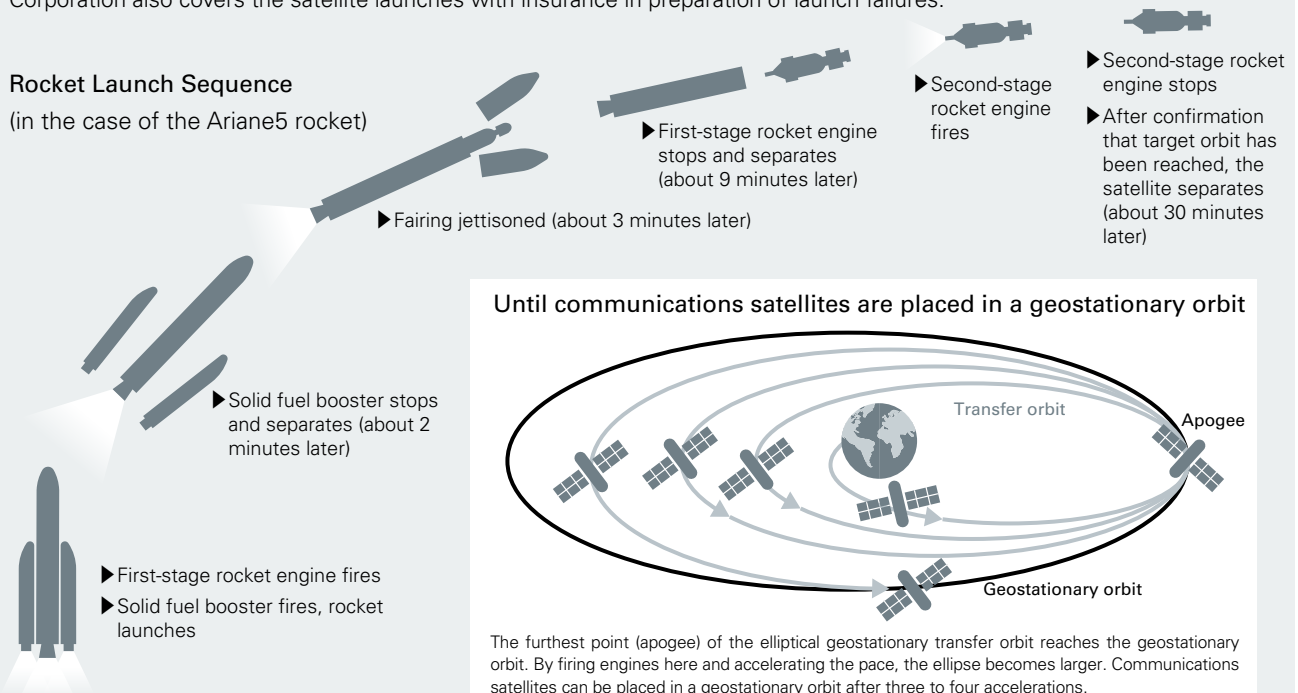 Corporation also covers the satellite launches with insurance in preparation of launch failures.
Rocket Launch Sequence
(in the case of the Ariane5 rocket)
▶First-stage rocket engine fires
▶Solid fuel booster fires, rocket
launches
▶Solid fuel booster stops
and separates (about 2
minutes later)
▶Fairing jettisoned (about 3 minutes later)
▶First-stage rocket engine
stops and separates
(about 9 minutes later)
▶Second-stage
rocket engine
fires
▶Second-stage rocket
engine stops
▶After confirmation
that target orbit has
been reached, the
satellite separates
(about 30 minutes
later)
Until communications satellites are placed in a geostationary orbit
Transfer orbit
Apogee
Geostationary orbit
The furthest point (apogee) of the elliptical geostationary transfer orbit reaches the geostationary
orbit. By firing engines here and accelerating the pace, the ellipse becomes larger. Communications
satellites can be placed in a geostationary orbit after three to four accelerations.